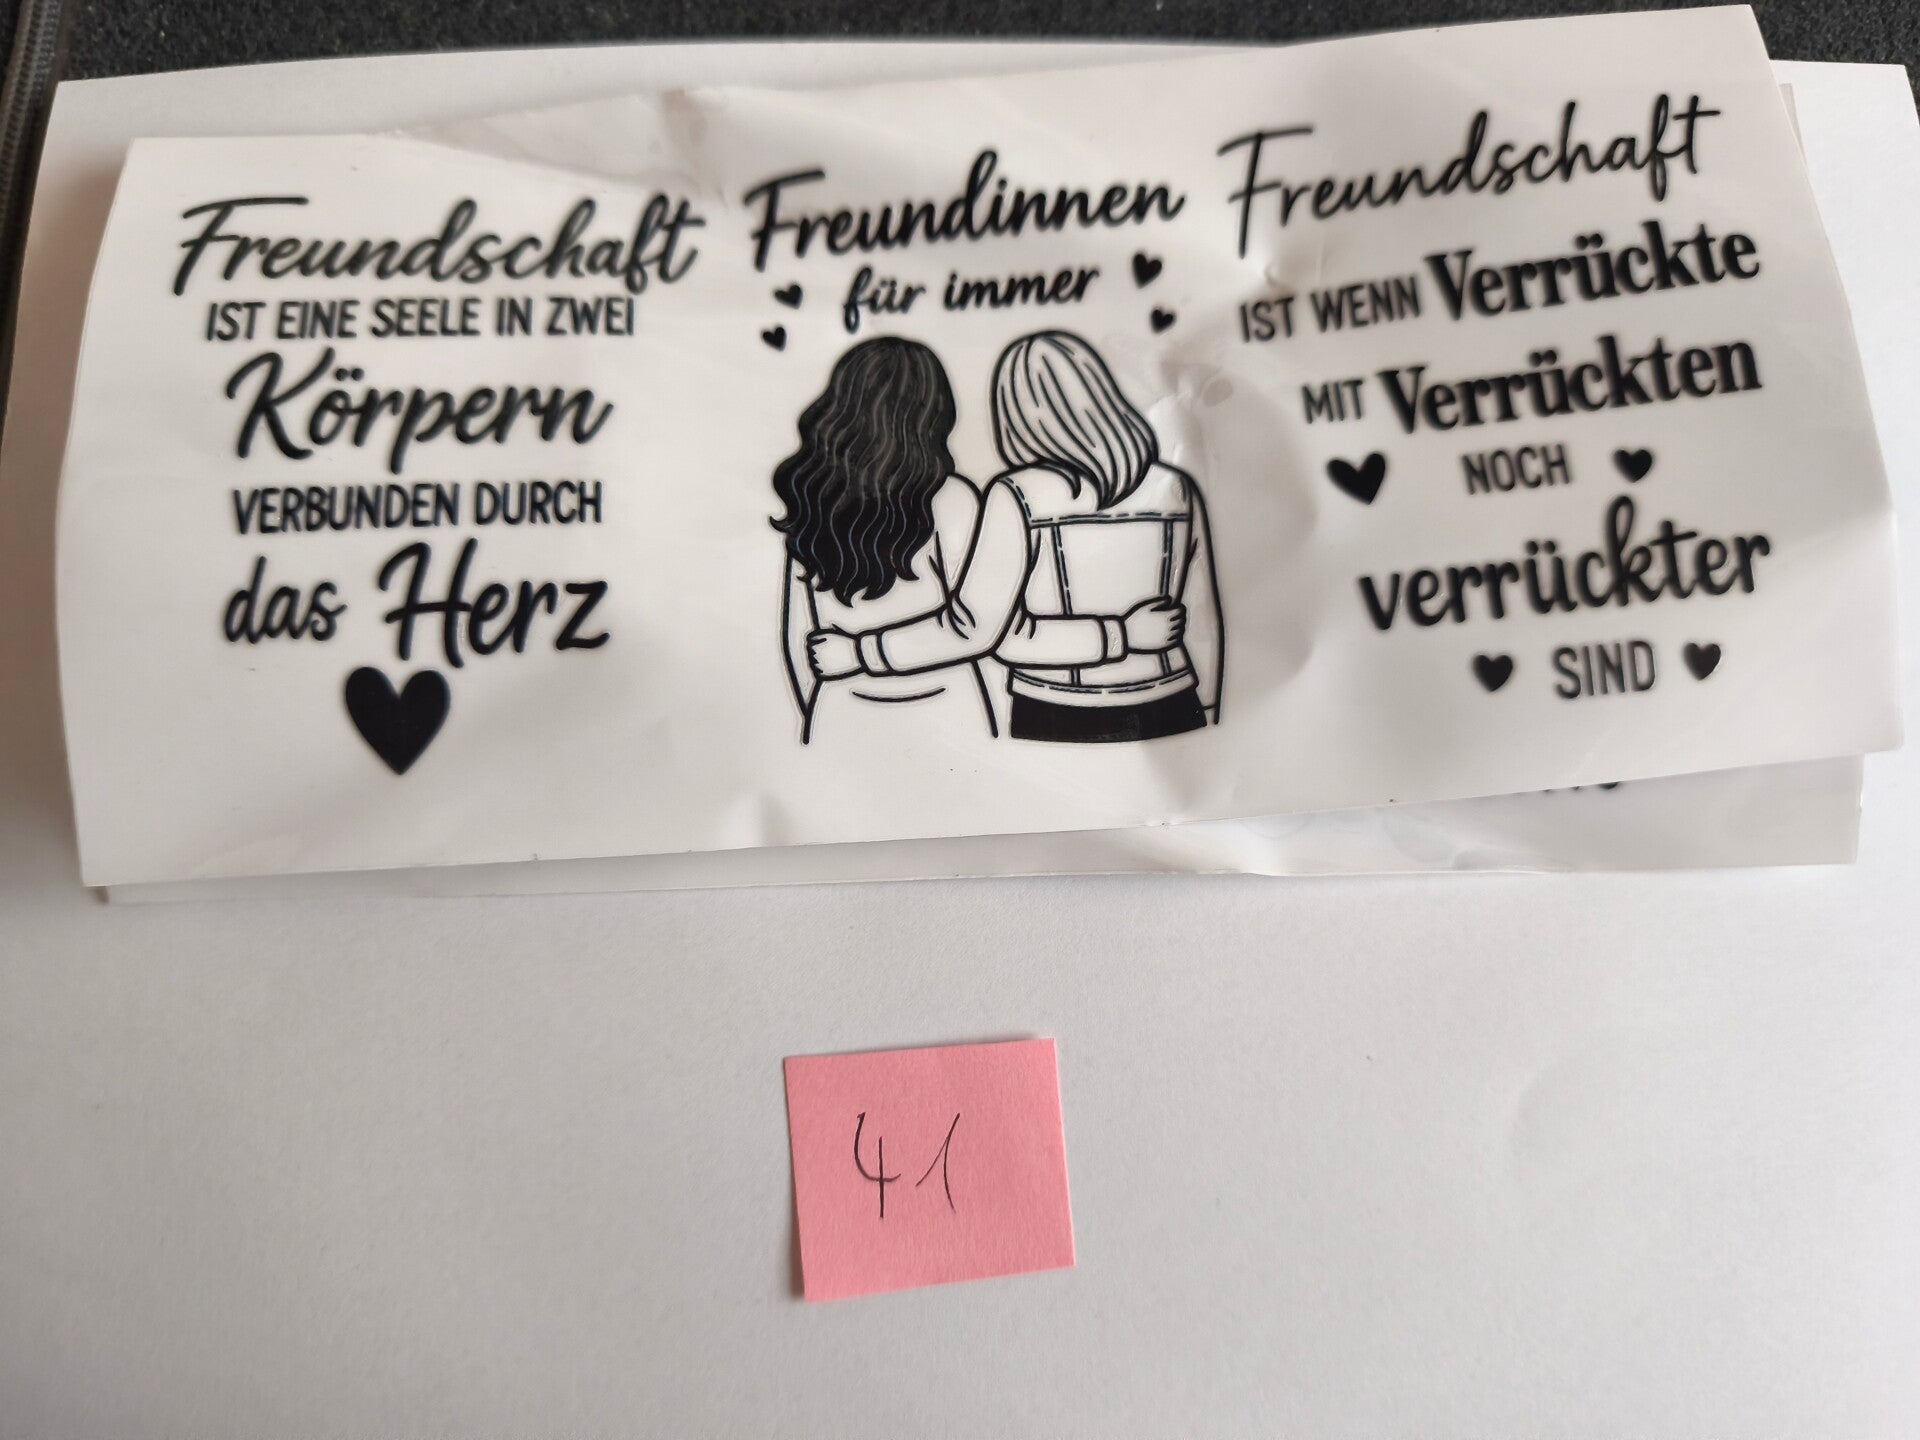 Freundschaft
IST EINE SEELE IN ZWEI
Körpern
VERBUNDEN DURCH
das Herz
Freundinnen
für immer
Freundschaft
IST WENN Verrückte
MIT Verrückten
NOCH
verrückter
SIND
41